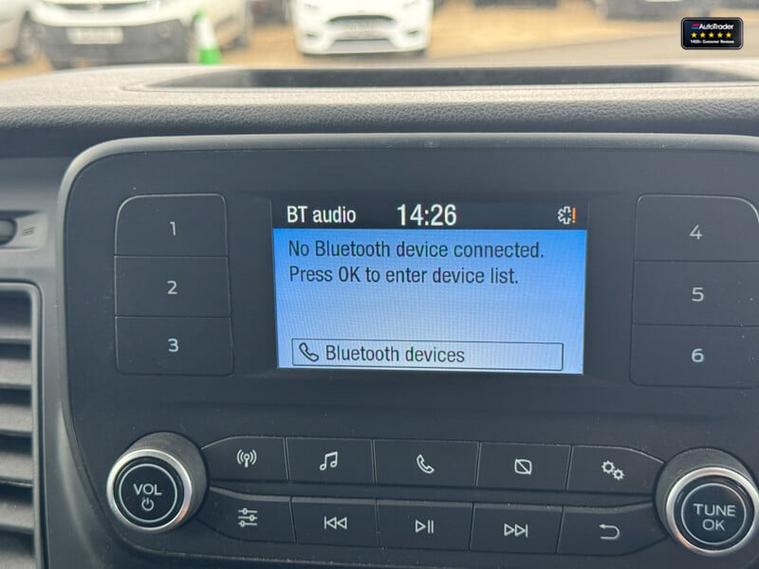 AutoTrader
BT audio 14:26
No Bluetooth device connected.
Press OK to enter device list.
Bluetooth devices
1
2
3
4
5
6
VOL
TUNE
OK